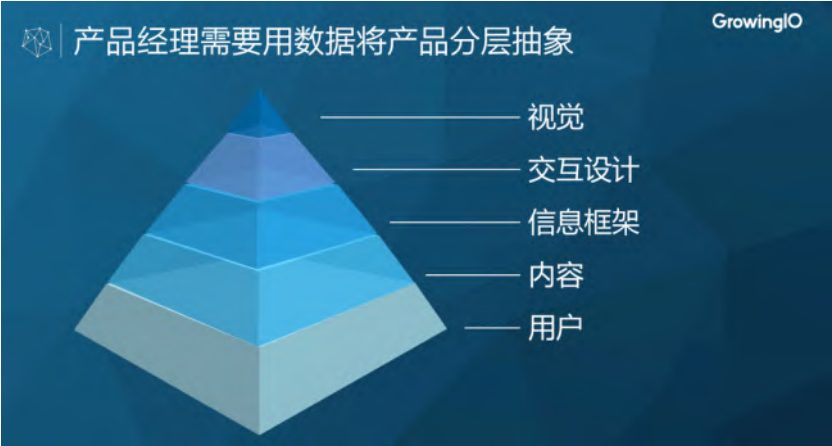 GrowingIO
产品经理需要用数据将产品分层抽象
视觉
交互设计
信息框架
内容
用户